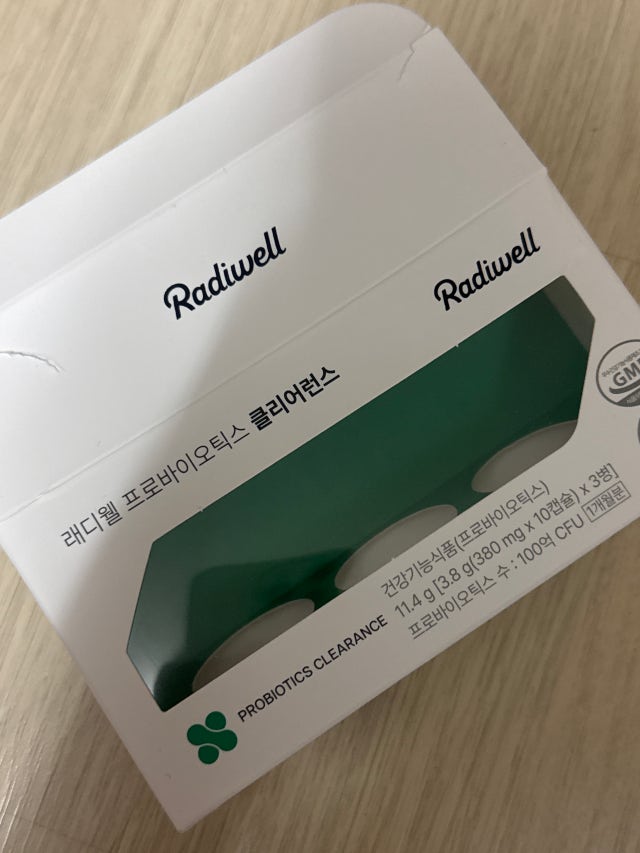 Radiwell
Radiwell
래디웰 프로바이오틱스 클리어런스
GMP
건강기능식품(프로바이오틱스)
11.4 g [3.8 g(380 mg x 10캡슐) x 3병]
프로바이오틱스 수 : 100억 CFU 1개월분
PROBIOTICS CLEARANCE